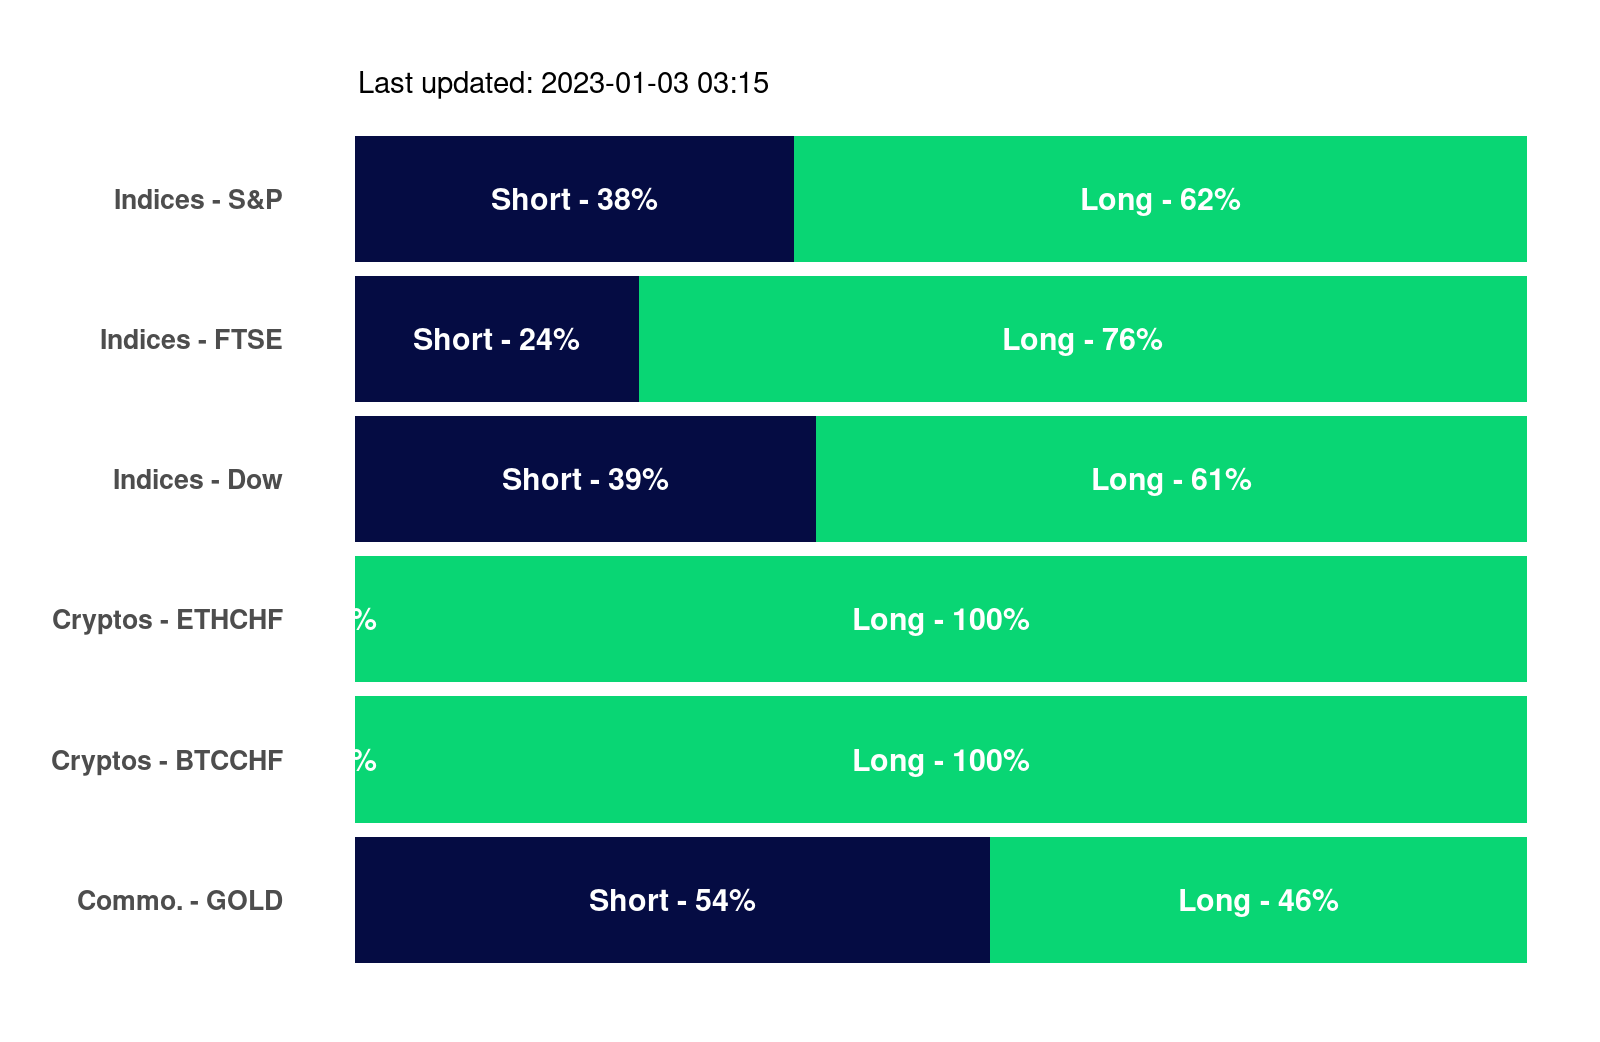 Last updated: 2023-01-03 03:15
Indices - S&P Short - 38% Long - 62%
Indices - FTSE Short - 24% Long - 76%
Indices - Dow Short - 39% Long - 61%
Cryptos - ETHCHF % Long - 100%
Cryptos - BTCCHF % Long - 100%
Commo. - GOLD Short - 54% Long - 46%